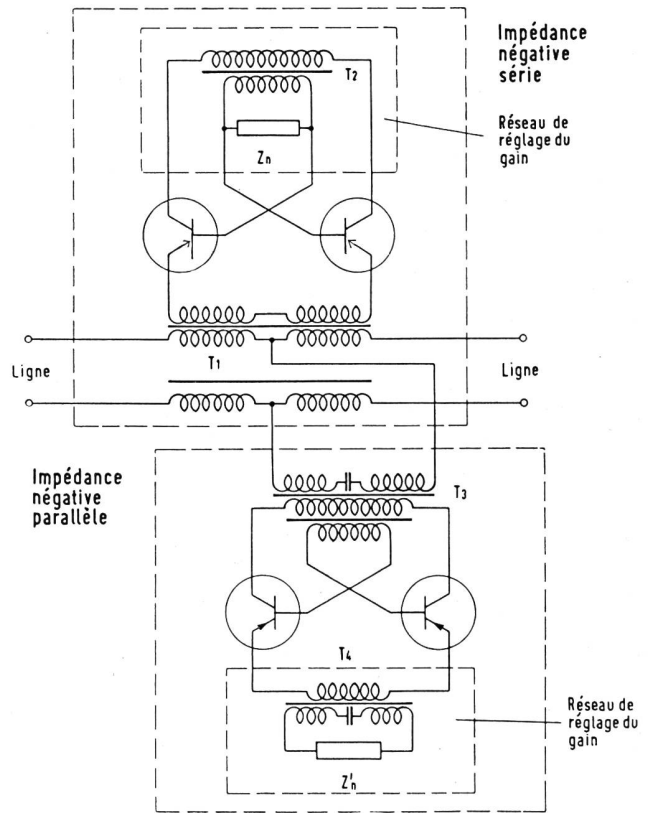 Impédance
négative
série
T2
Réseau de
réglage du
gain
Zn
T1
Ligne
Ligne
Impédance
négative
parallèle
T3
T4
Réseau de
réglage du
gain
Z'n